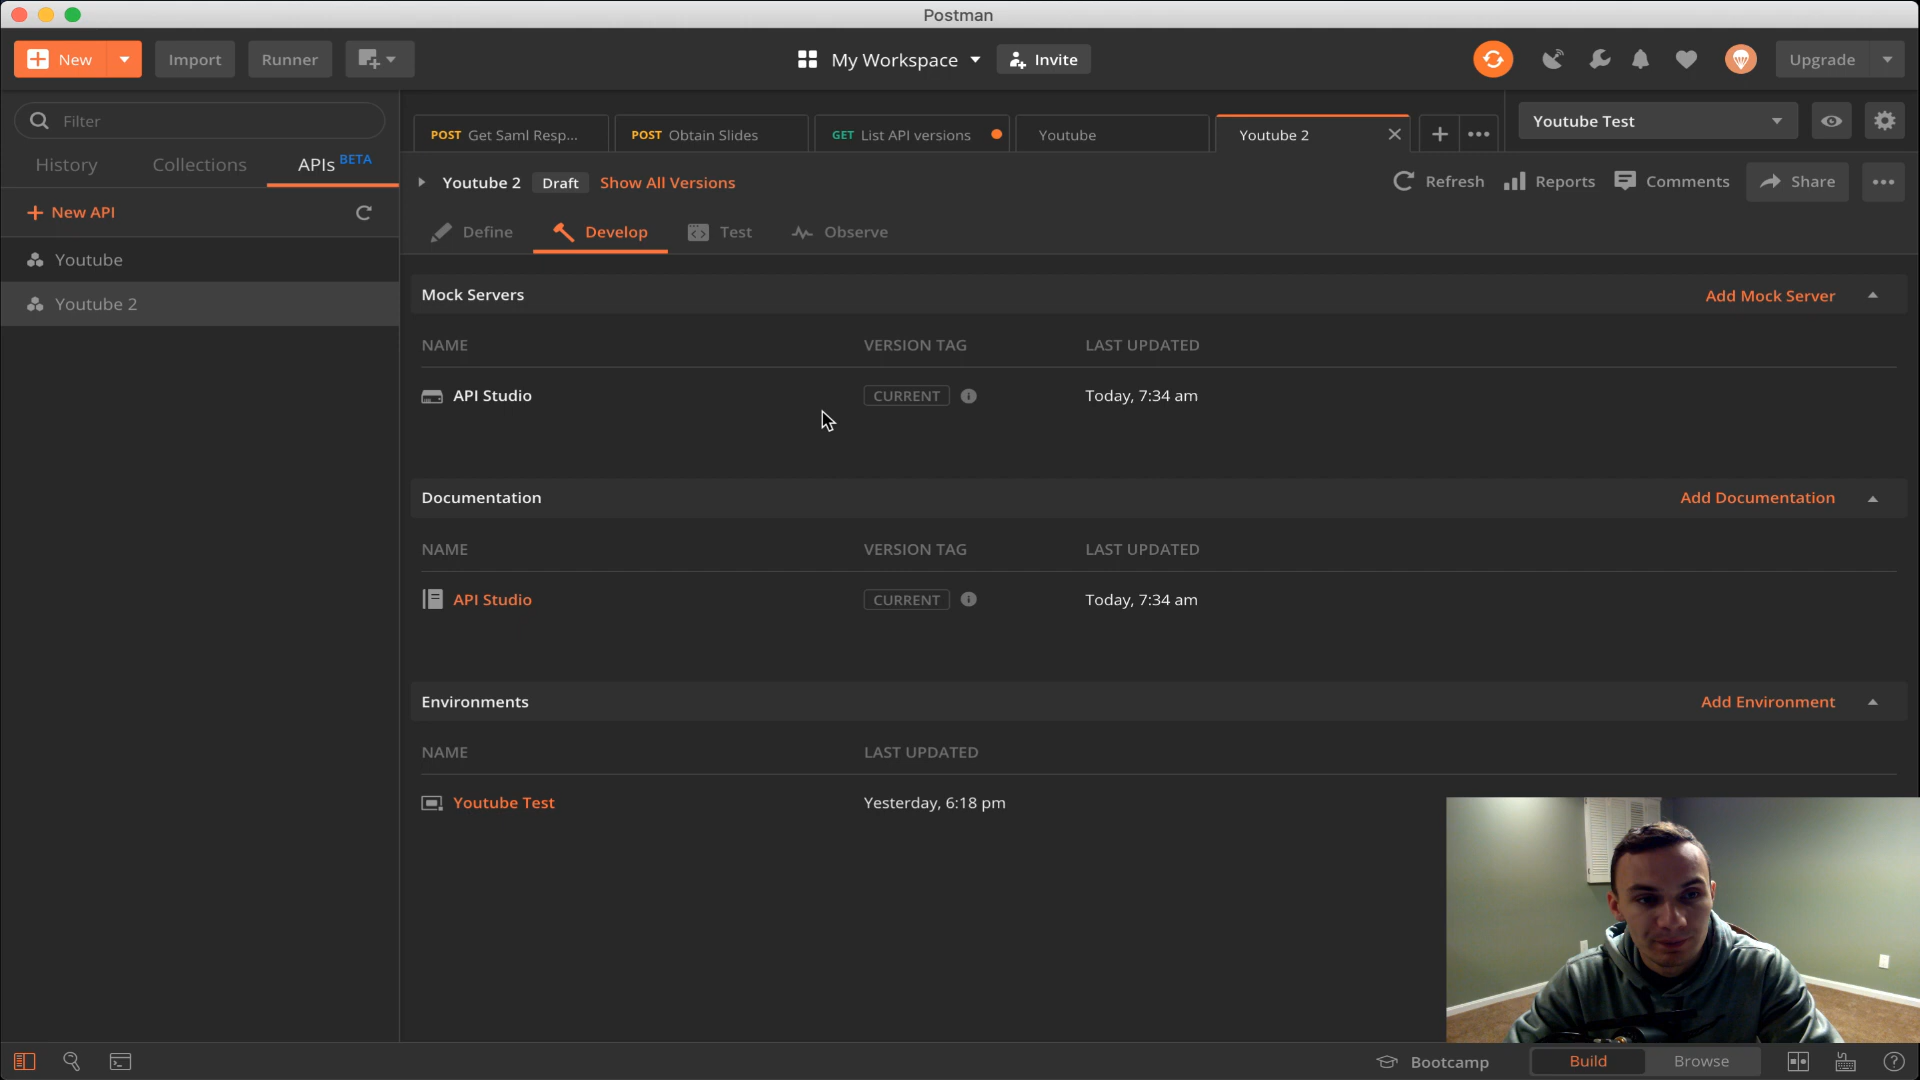 Postman
New
Import
Runner
My Workspace
Invite
Upgrade
Filter
POST Get Saml Resp...
POST Obtain Slides
GET List API versions
Youtube
Youtube 2
Youtube Test
History
Collections
APIs BETA
Youtube 2
Draft
Show All Versions
Refresh
Reports
Comments
Share
New API
Define
Develop
Test
Observe
Youtube
Youtube 2
Mock Servers
Add Mock Server
NAME
VERSION TAG
LAST UPDATED
API Studio
CURRENT
Today, 7:34 am
Documentation
Add Documentation
NAME
VERSION TAG
LAST UPDATED
API Studio
CURRENT
Today, 7:34 am
Environments
Add Environment
NAME
LAST UPDATED
Youtube Test
Yesterday, 6:18 pm
Bootcamp
Build
Browse